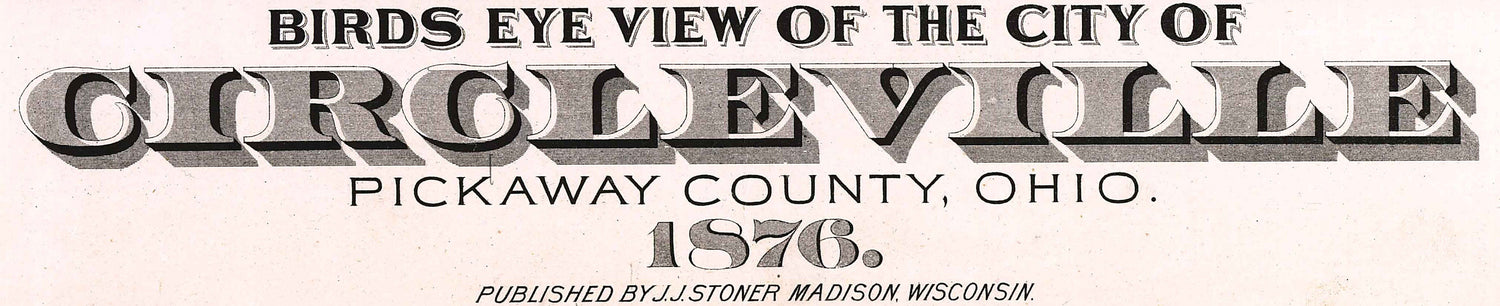 BIRDS EYE VIEW OF THE CITY OF
CIRCLEVILLE
PICKAWAY COUNTY, OHIO.
1876.
PUBLISHED BY J.J. STONER MADISON, WISCONSIN.